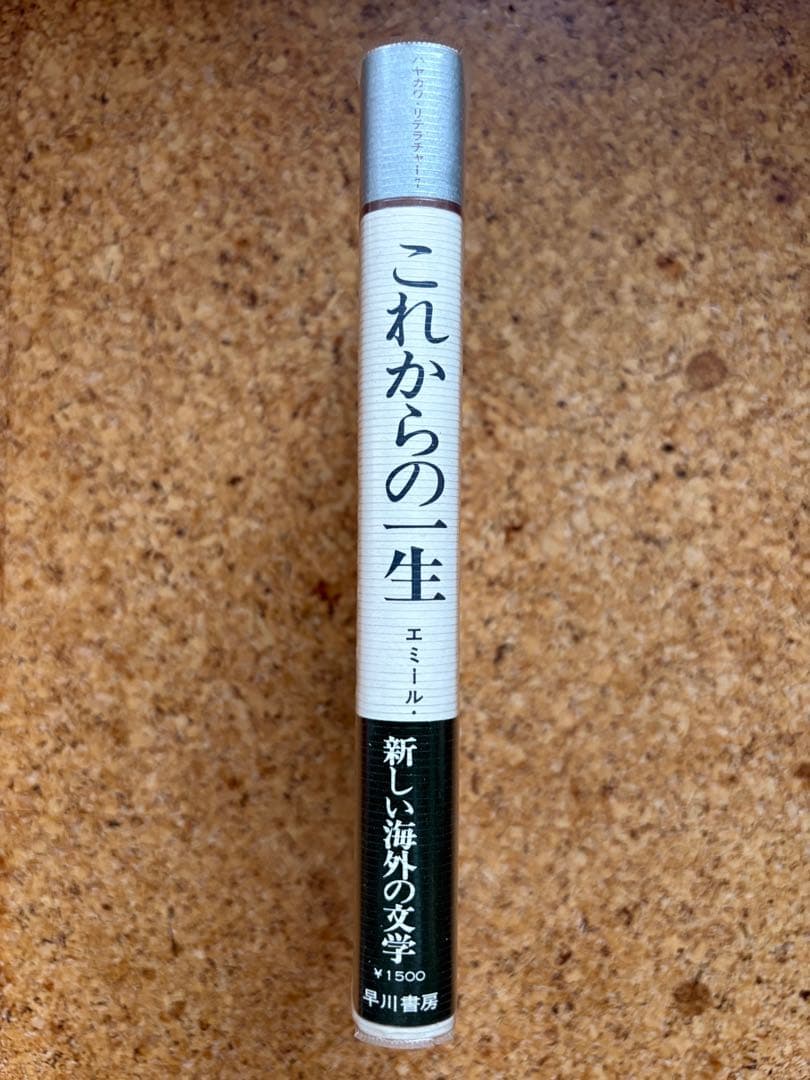 ハヤカワ・リテラチャー
これからの一生
エミール・
新しい海外の文学
¥1500
早川書房